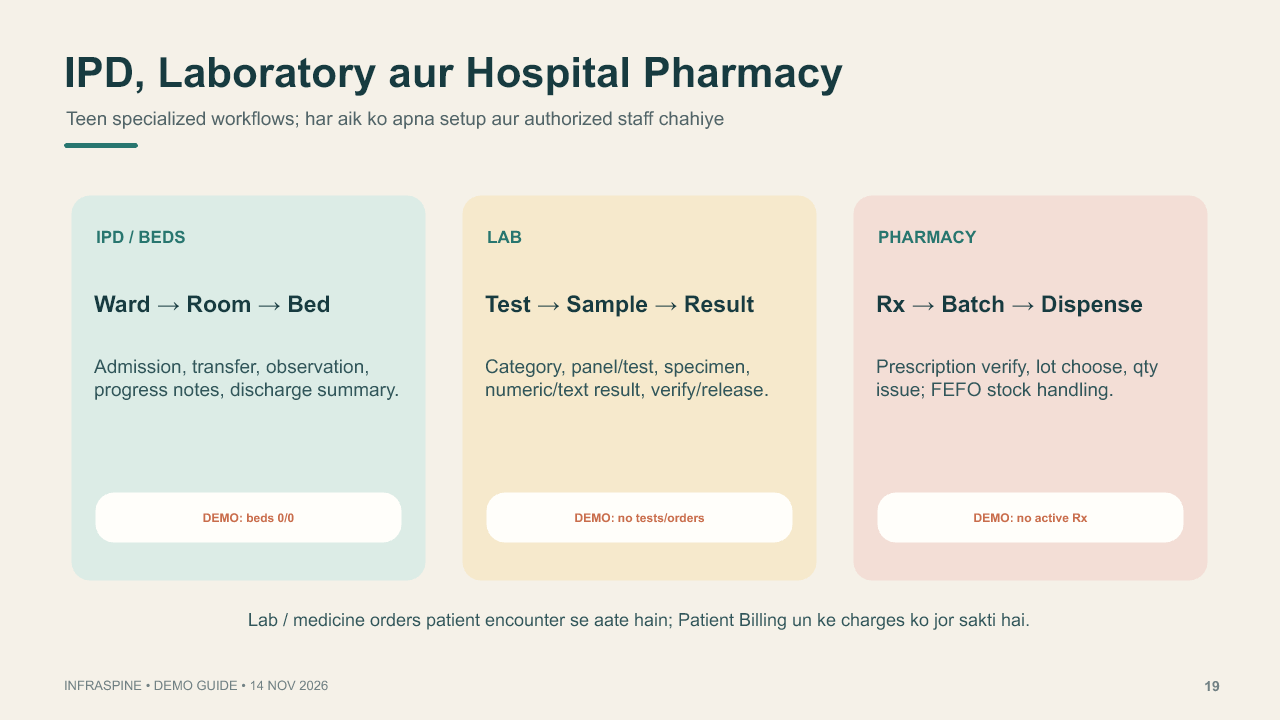 IPD, Laboratory aur Hospital Pharmacy
Teen specialized workflows; har aik ko apna setup aur authorized staff chahiye
IPD / BEDS
Ward → Room → Bed
Admission, transfer, observation,
progress notes, discharge summary.
DEMO: beds 0/0
LAB
Test → Sample → Result
Category, panel/test, specimen,
numeric/text result, verify/release.
DEMO: no tests/orders
PHARMACY
Rx → Batch → Dispense
Prescription verify, lot choose, qty
issue; FEFO stock handling.
DEMO: no active Rx
Lab / medicine orders patient encounter se aate hain; Patient Billing un ke charges ko jor sakti hai.
INFRASPINE • DEMO GUIDE • 14 NOV 2026
19